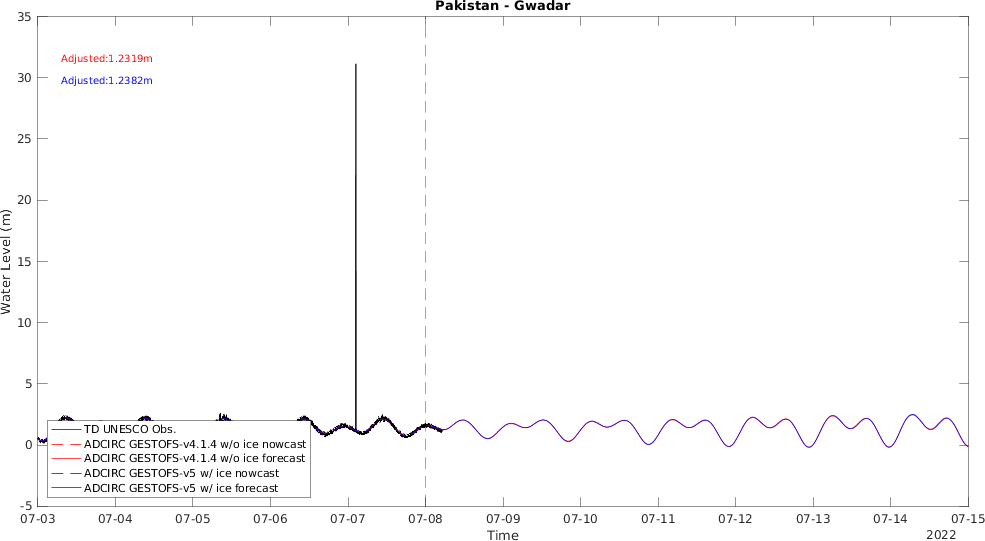 Pakistan - Gwadar
35
Adjusted:1.2319m
30
Adjusted:1.2382m
25
20
15
10
5
0
-5
Water Level (m)
TD UNESCO Obs.
ADCIRC GESTOFS-v4.1.4 w/o ice nowcast
ADCIRC GESTOFS-v4.1.4 w/o ice forecast
ADCIRC GESTOFS-v5 w/ ice nowcast
ADCIRC GESTOFS-v5 w/ ice forecast
07-03 07-04 07-05 07-06 07-07 07-08 07-09 07-10 07-11 07-12 07-13 07-14 07-15
Time
2022